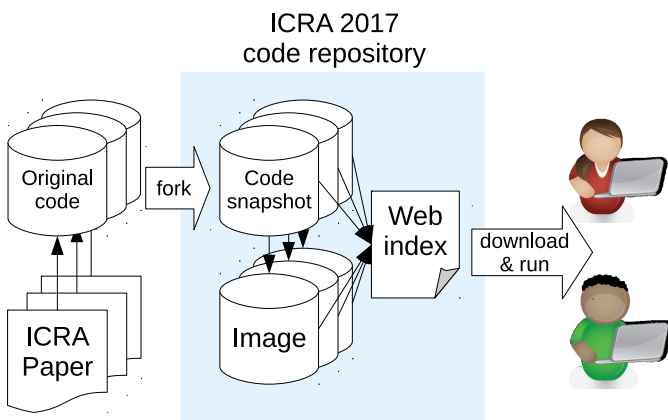 ICRA 2017
code repository
Original
code
fork
Code
snapshot
Web
index
download
& run
ICRA
Paper
Image